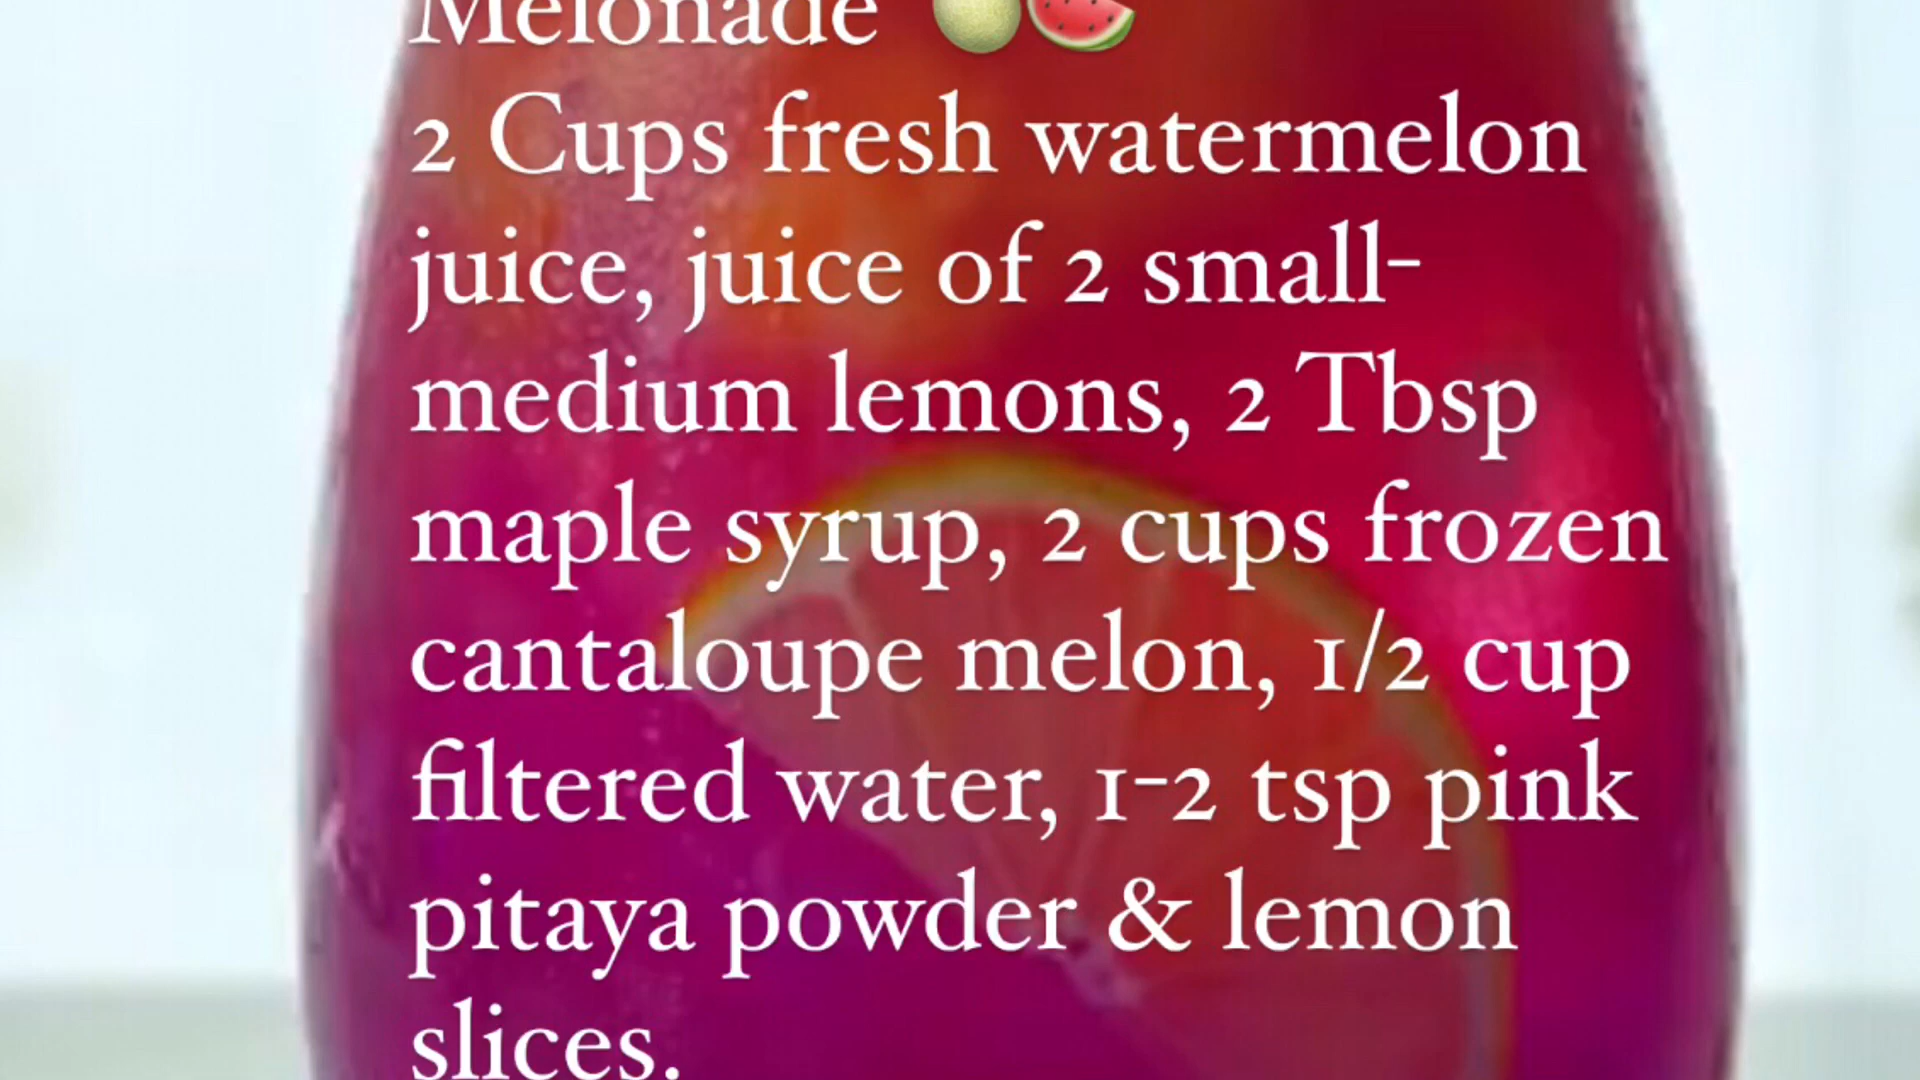 Melonade 🍈🍉
2 Cups fresh watermelon
juice, juice of 2 small-
medium lemons, 2 Tbsp
maple syrup, 2 cups frozen
cantaloupe melon, 1/2 cup
filtered water, 1-2 tsp pink
pitaya powder & lemon
slices.